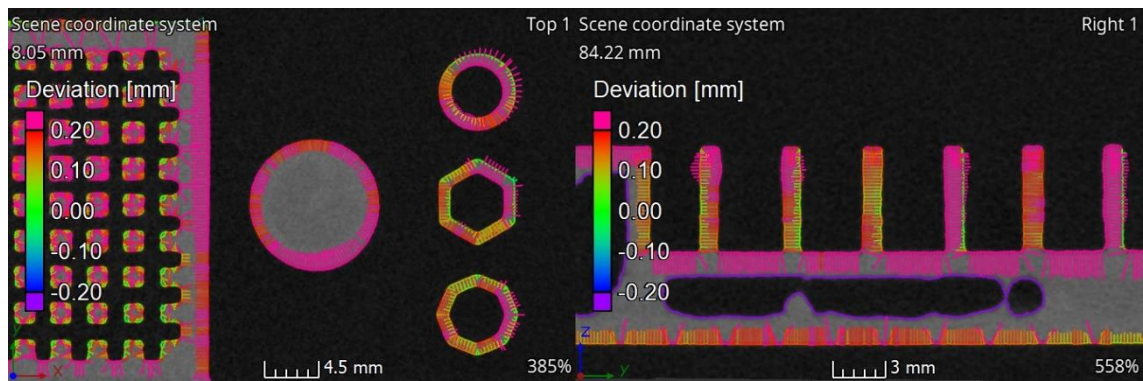 Scene coordinate system
Top 1
8.05 mm
Deviation [mm]
0.20
0.10
0.00
-0.10
-0.20
Y
X
4.5 mm
385%
Scene coordinate system
Right 1
84.22 mm
Deviation [mm]
0.20
0.10
0.00
-0.10
-0.20
Z
Y
3 mm
558%